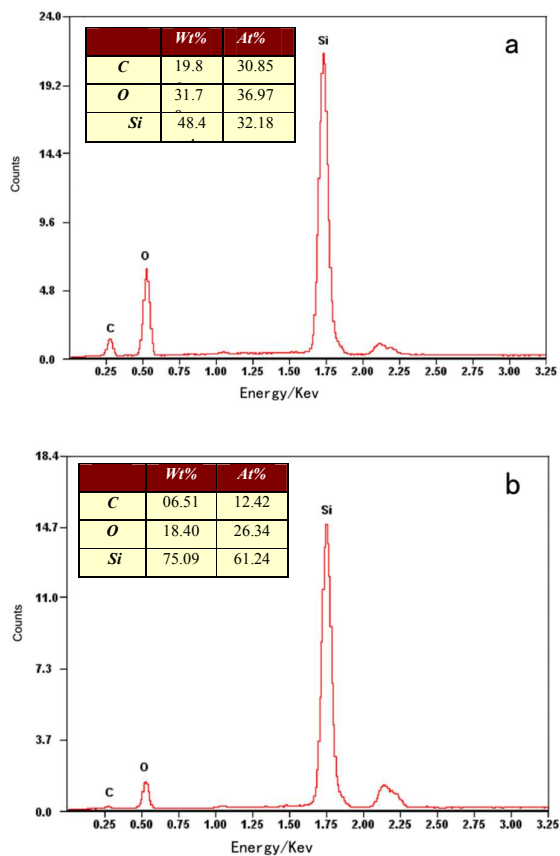 24.0
a
Si
Wt% At%
C 19.8 30.85
O 31.7 36.97
Si 48.4 32.18
19.2
14.4
Counts
9.6
O
4.8
C
0.0
0.25 0.50 0.75 1.00 1.25 1.50 1.75 2.00 2.25 2.50 2.75 3.00 3.25
Energy/Kev
18.4
b
Si
Wt% At%
C 06.51 12.42
O 18.40 26.34
Si 75.09 61.24
14.7
11.0
Counts
7.3
3.7
O
C
0.0
0.25 0.50 0.75 1.00 1.25 1.50 1.75 2.00 2.25 2.50 2.75 3.00 3.25
Energy/Kev